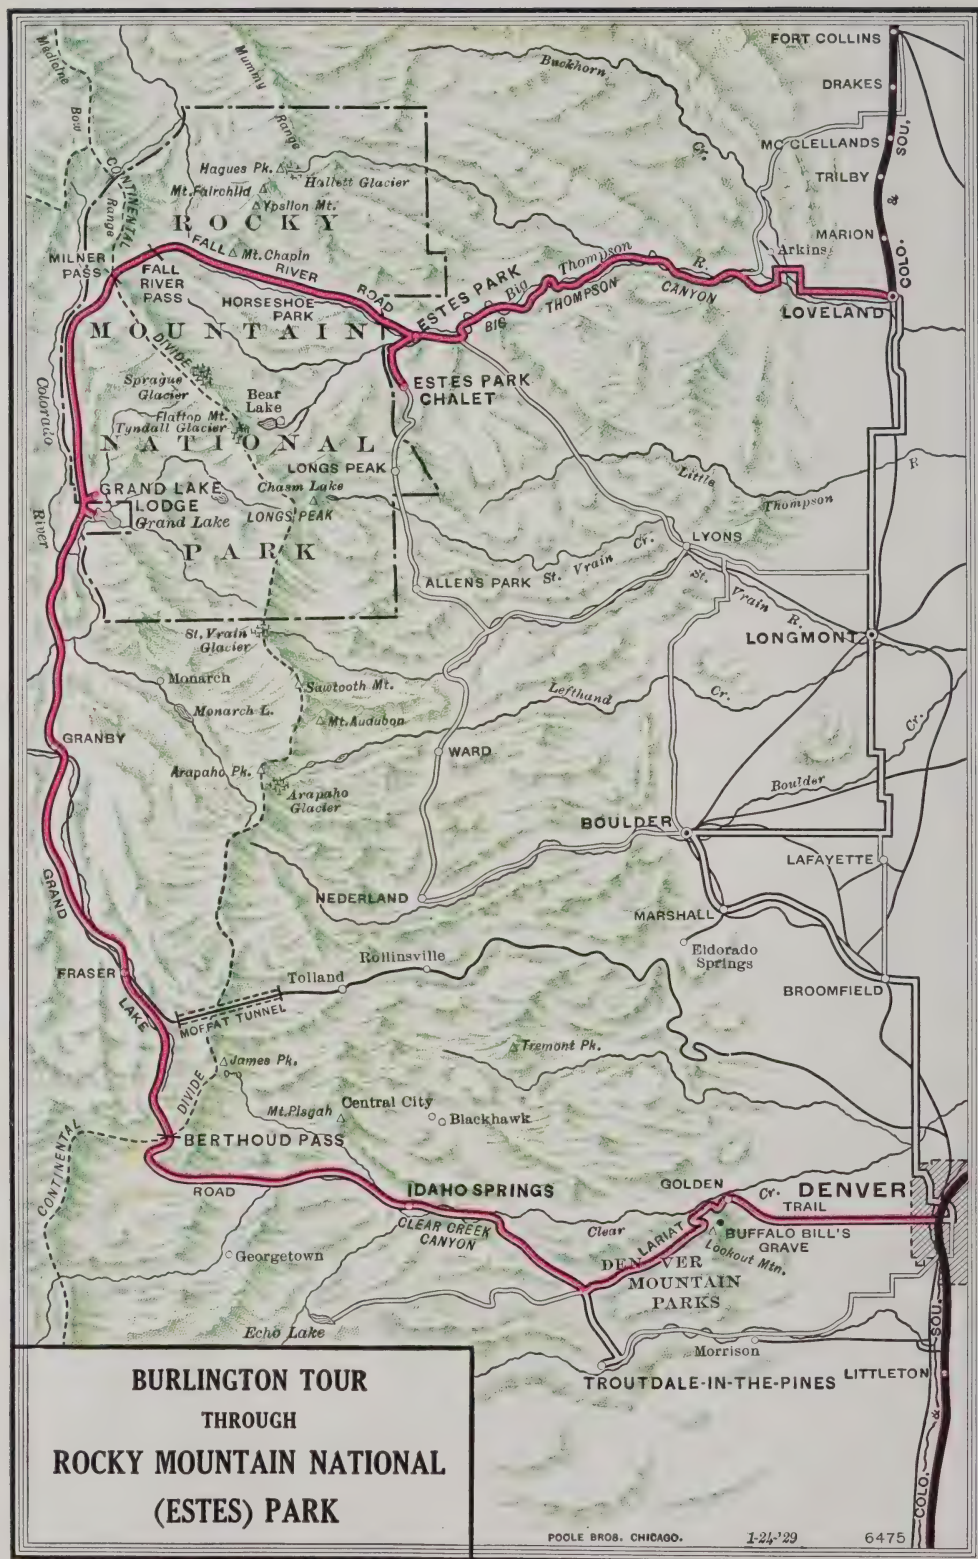 FORT COLLINS
Medicine
Bow
Range
Mummy
Range
Buckhorn
Cr.
DRAKES
MC CLELLANDS
SOU.
&
COLO.
TRILBY
MARION
Arkins
LOVELAND
CONTINENTAL
DIVIDE
Hagues Pk.
Hallett Glacier
Mt. Fairchild
Ypsilon Mt.
ROCKY
MILNER
PASS
FALL
RIVER
PASS
FALL
RIVER
ROAD
Mt. Chapin
HORSESHOE
PARK
ESTES PARK
Big
Thompson
R.
BIG
THOMPSON
CANYON
MOUNTAIN
Sprague
Glacier
Bear
Lake
ESTES PARK
CHALET
Flattop Mt.
Tyndall Glacier
NATIONAL
Colorado
River
LONGS PEAK
Chasm Lake
LONGS PEAK
GRAND LAKE
LODGE
Grand Lake
PARK
Little
Thompson
R
LYONS
St. Vrain
Cr.
St.
Vrain
R.
ALLENS PARK
LONGMONT
St. Vrain
Glacier
Monarch
Monarch L.
Sawtooth Mt.
Mt. Audubon
Lefthand
Cr.
GRANBY
WARD
Arapaho Pk.
Arapaho
Glacier
Boulder
Cr.
BOULDER
LAFAYETTE
GRAND
NEDERLAND
MARSHALL
Eldorado
Springs
FRASER
Rollinsville
Tolland
BROOMFIELD
LAKE
MOFFAT TUNNEL
James Pk.
Tremont Pk.
DIVIDE
CONTINENTAL
Mt. Pisgah
Central City
Blackhawk
BERTHOUD PASS
ROAD
IDAHO SPRINGS
GOLDEN
Cr.
DENVER
TRAIL
CLEAR CREEK
CANYON
Clear
LARIAT
BUFFALO BILL'S
GRAVE
Lookout Mtn.
Georgetown
DENVER
MOUNTAIN
PARKS
Echo Lake
Morrison
TROUTDALE-IN-THE-PINES
LITTLETON
SOU.
&
COLO.
BURLINGTON TOUR
THROUGH
ROCKY MOUNTAIN NATIONAL
(ESTES) PARK
POOLE BROS. CHICAGO.
1-24-'29
6475